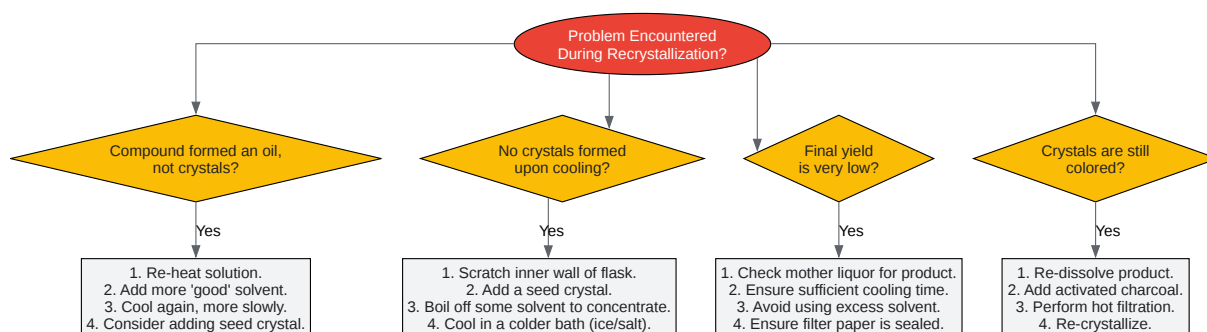 Problem Encountered
During Recrystallization?
Compound formed an oil,
not crystals?
No crystals formed
upon cooling?
Final yield
is very low?
Crystals are still
colored?
Yes
Yes
Yes
Yes
1. Re-heat solution.
2. Add more 'good' solvent.
3. Cool again, more slowly.
4. Consider adding seed crystal.
1. Scratch inner wall of flask.
2. Add a seed crystal.
3. Boil off some solvent to concentrate.
4. Cool in a colder bath (ice/salt).
1. Check mother liquor for product.
2. Ensure sufficient cooling time.
3. Avoid using excess solvent.
4. Ensure filter paper is sealed.
1. Re-dissolve product.
2. Add activated charcoal.
3. Perform hot filtration.
4. Re-crystallize.